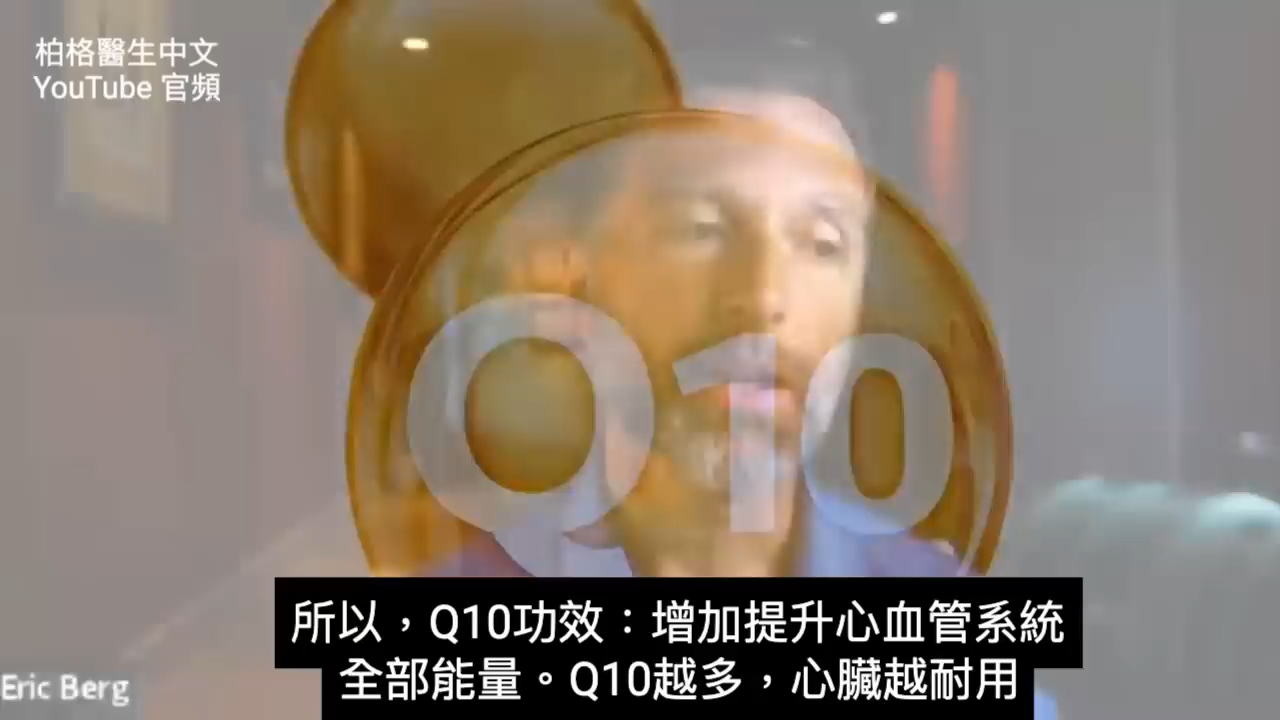 柏格醫生中文
YouTube 官頻
Q10
Eric Berg
所以，Q10功效：增加提升心血管系統
全部能量。Q10越多，心臟越耐用